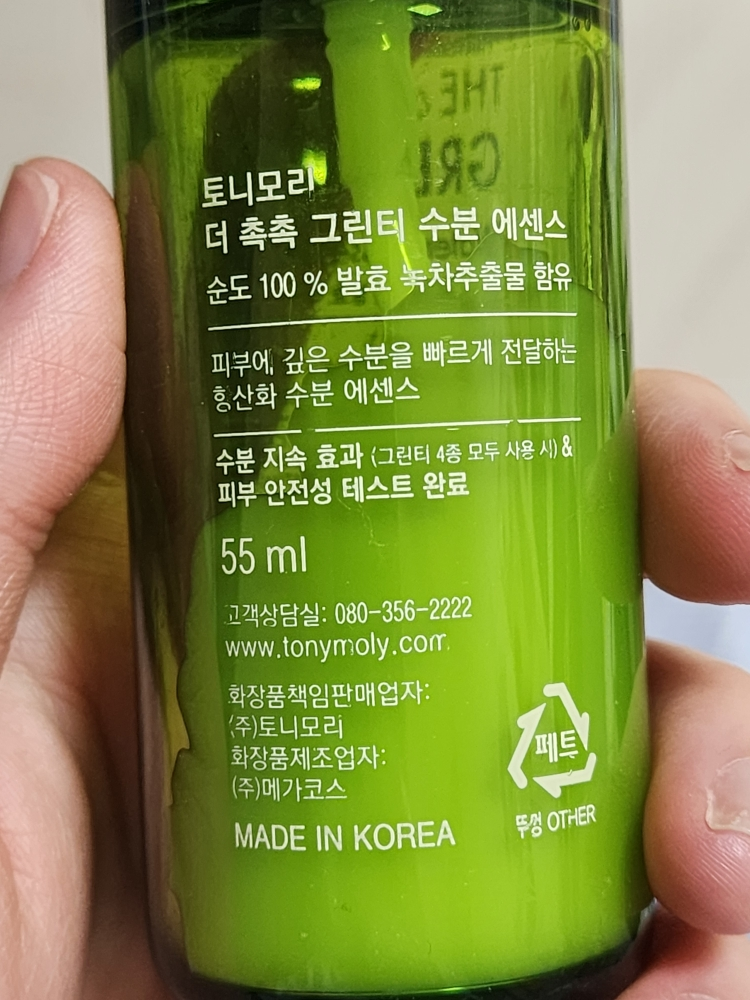 토니모리
더 촉촉 그린티 수분 에센스
순도 100 % 발효 녹차추출물 함유
피부에 깊은 수분을 빠르게 전달하는
항산화 수분 에센스
수분 지속 효과 (그린티 4종 모두 사용 시) &
피부 안전성 테스트 완료
55 ml
고객상담실: 080-356-2222
www.tonymoly.com
화장품책임판매업자:
(주)토니모리
화장품제조업자:
(주)메가코스
MADE IN KOREA
페트
뚜껑 OTHER
THE